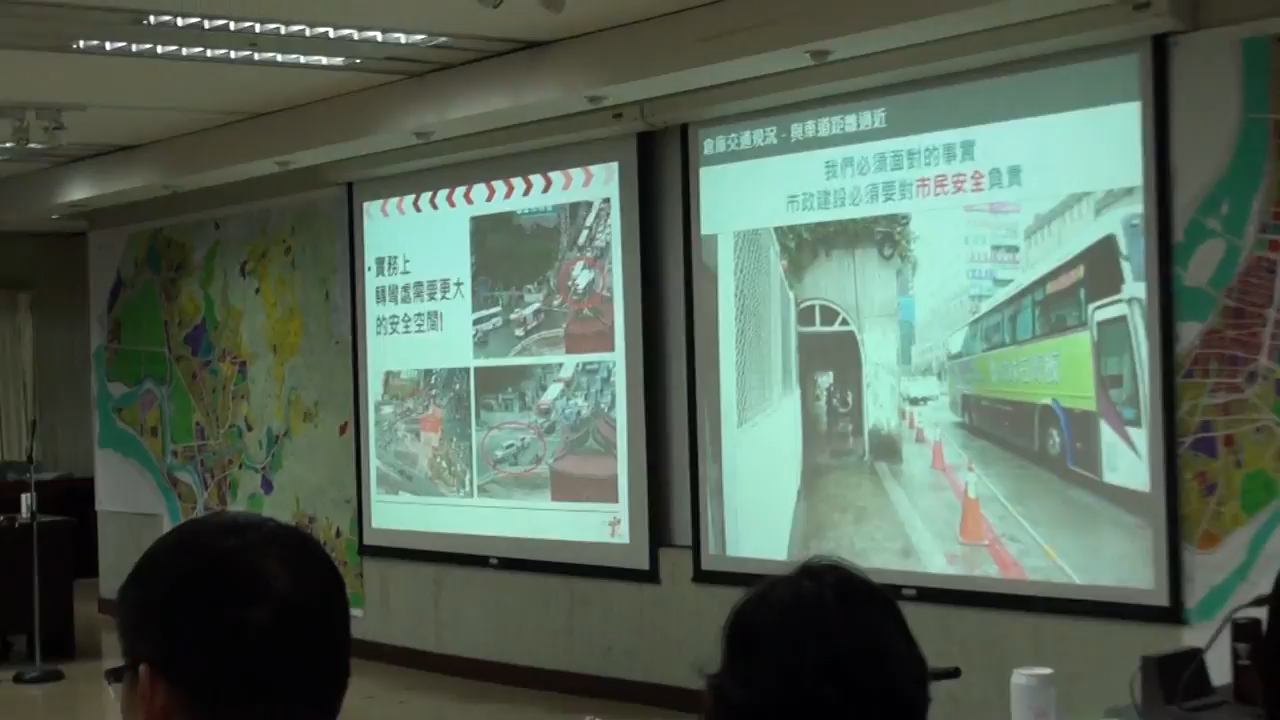 實務上
轉彎處需要更大
的安全空間!
倉庫交通現況 - 與車道距離過近
我們必須面對的事實
市政建設必須要對市民安全負責